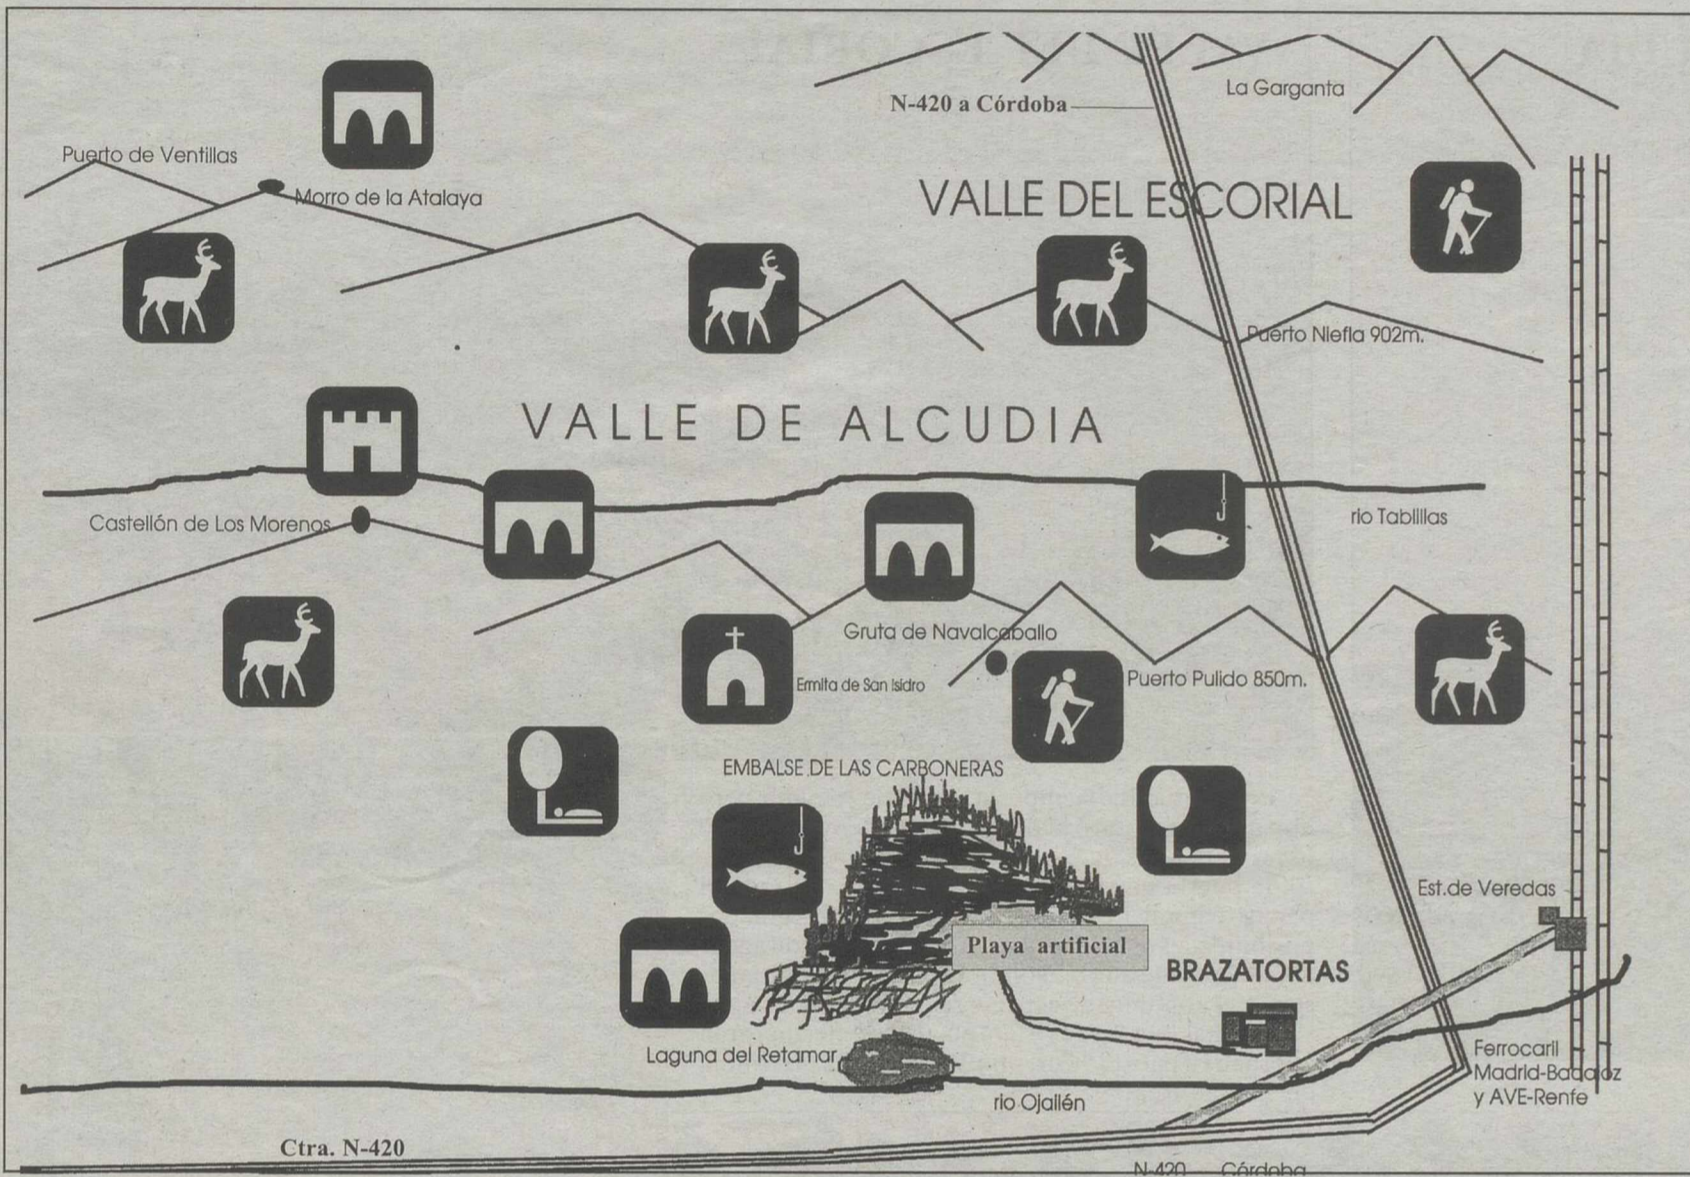 La Garganta
N-420 a Córdoba
Puerto de Ventillas
Morro de la Atalaya
VALLE DEL ESCORIAL
Puerto Niefla 902m.
VALLE DE ALCUDIA
Castellón de Los Morenos
rio Tablillas
Gruta de Navalcaballo
Ermita de San Isidro
Puerto Pulido 850m.
EMBALSE DE LAS CARBONERAS
Est.de Veredas
Playa artificial
BRAZATORTAS
Laguna del Retamar
Ferrocaril
Madrid-Badajoz
y AVE-Renfe
rio Ojailén
Ctra. N-420
N-420 Córdoba